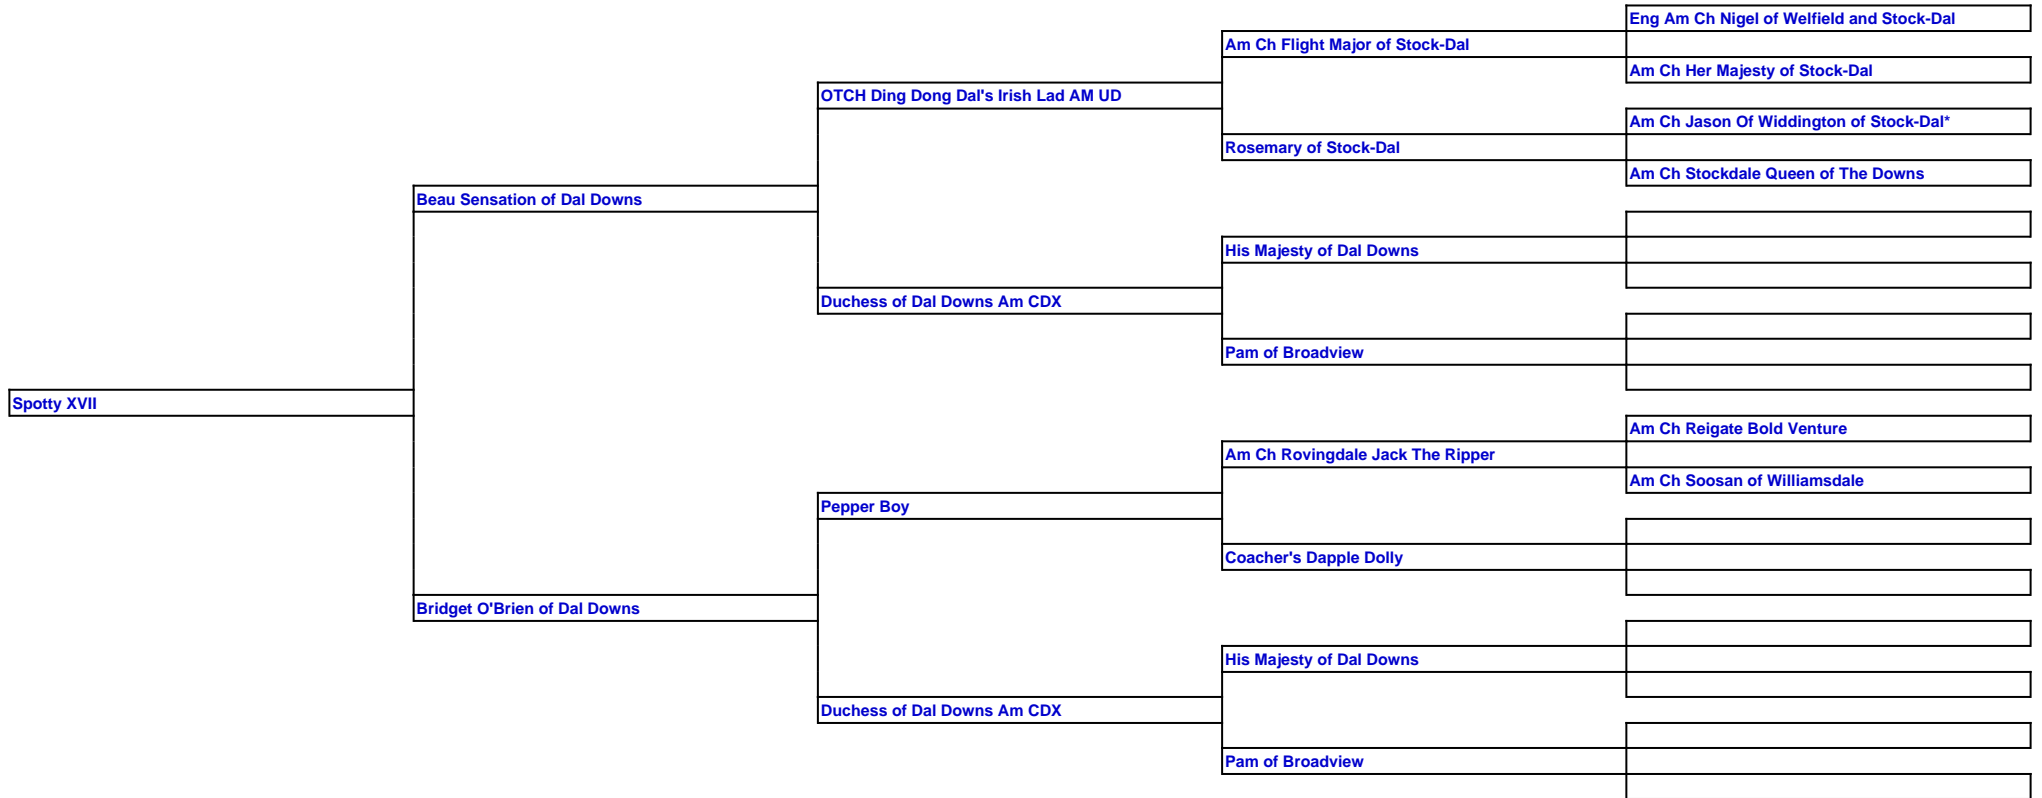 Eng Am Ch Nigel of Welfield and Stock-Dal
Am Ch Flight Major of Stock-Dal
Am Ch Her Majesty of Stock-Dal
OTCH Ding Dong Dal's Irish Lad AM UD
Am Ch Jason Of Widdington of Stock-Dal*
Rosemary of Stock-Dal
Am Ch Stockdale Queen of The Downs
Beau Sensation of Dal Downs
His Majesty of Dal Downs
Duchess of Dal Downs Am CDX
Pam of Broadview
Spotty XVII
Am Ch Reigate Bold Venture
Am Ch Rovingdale Jack The Ripper
Am Ch Soosan of Williamsdale
Pepper Boy
Coacher's Dapple Dolly
Bridget O'Brien of Dal Downs
His Majesty of Dal Downs
Duchess of Dal Downs Am CDX
Pam of Broadview